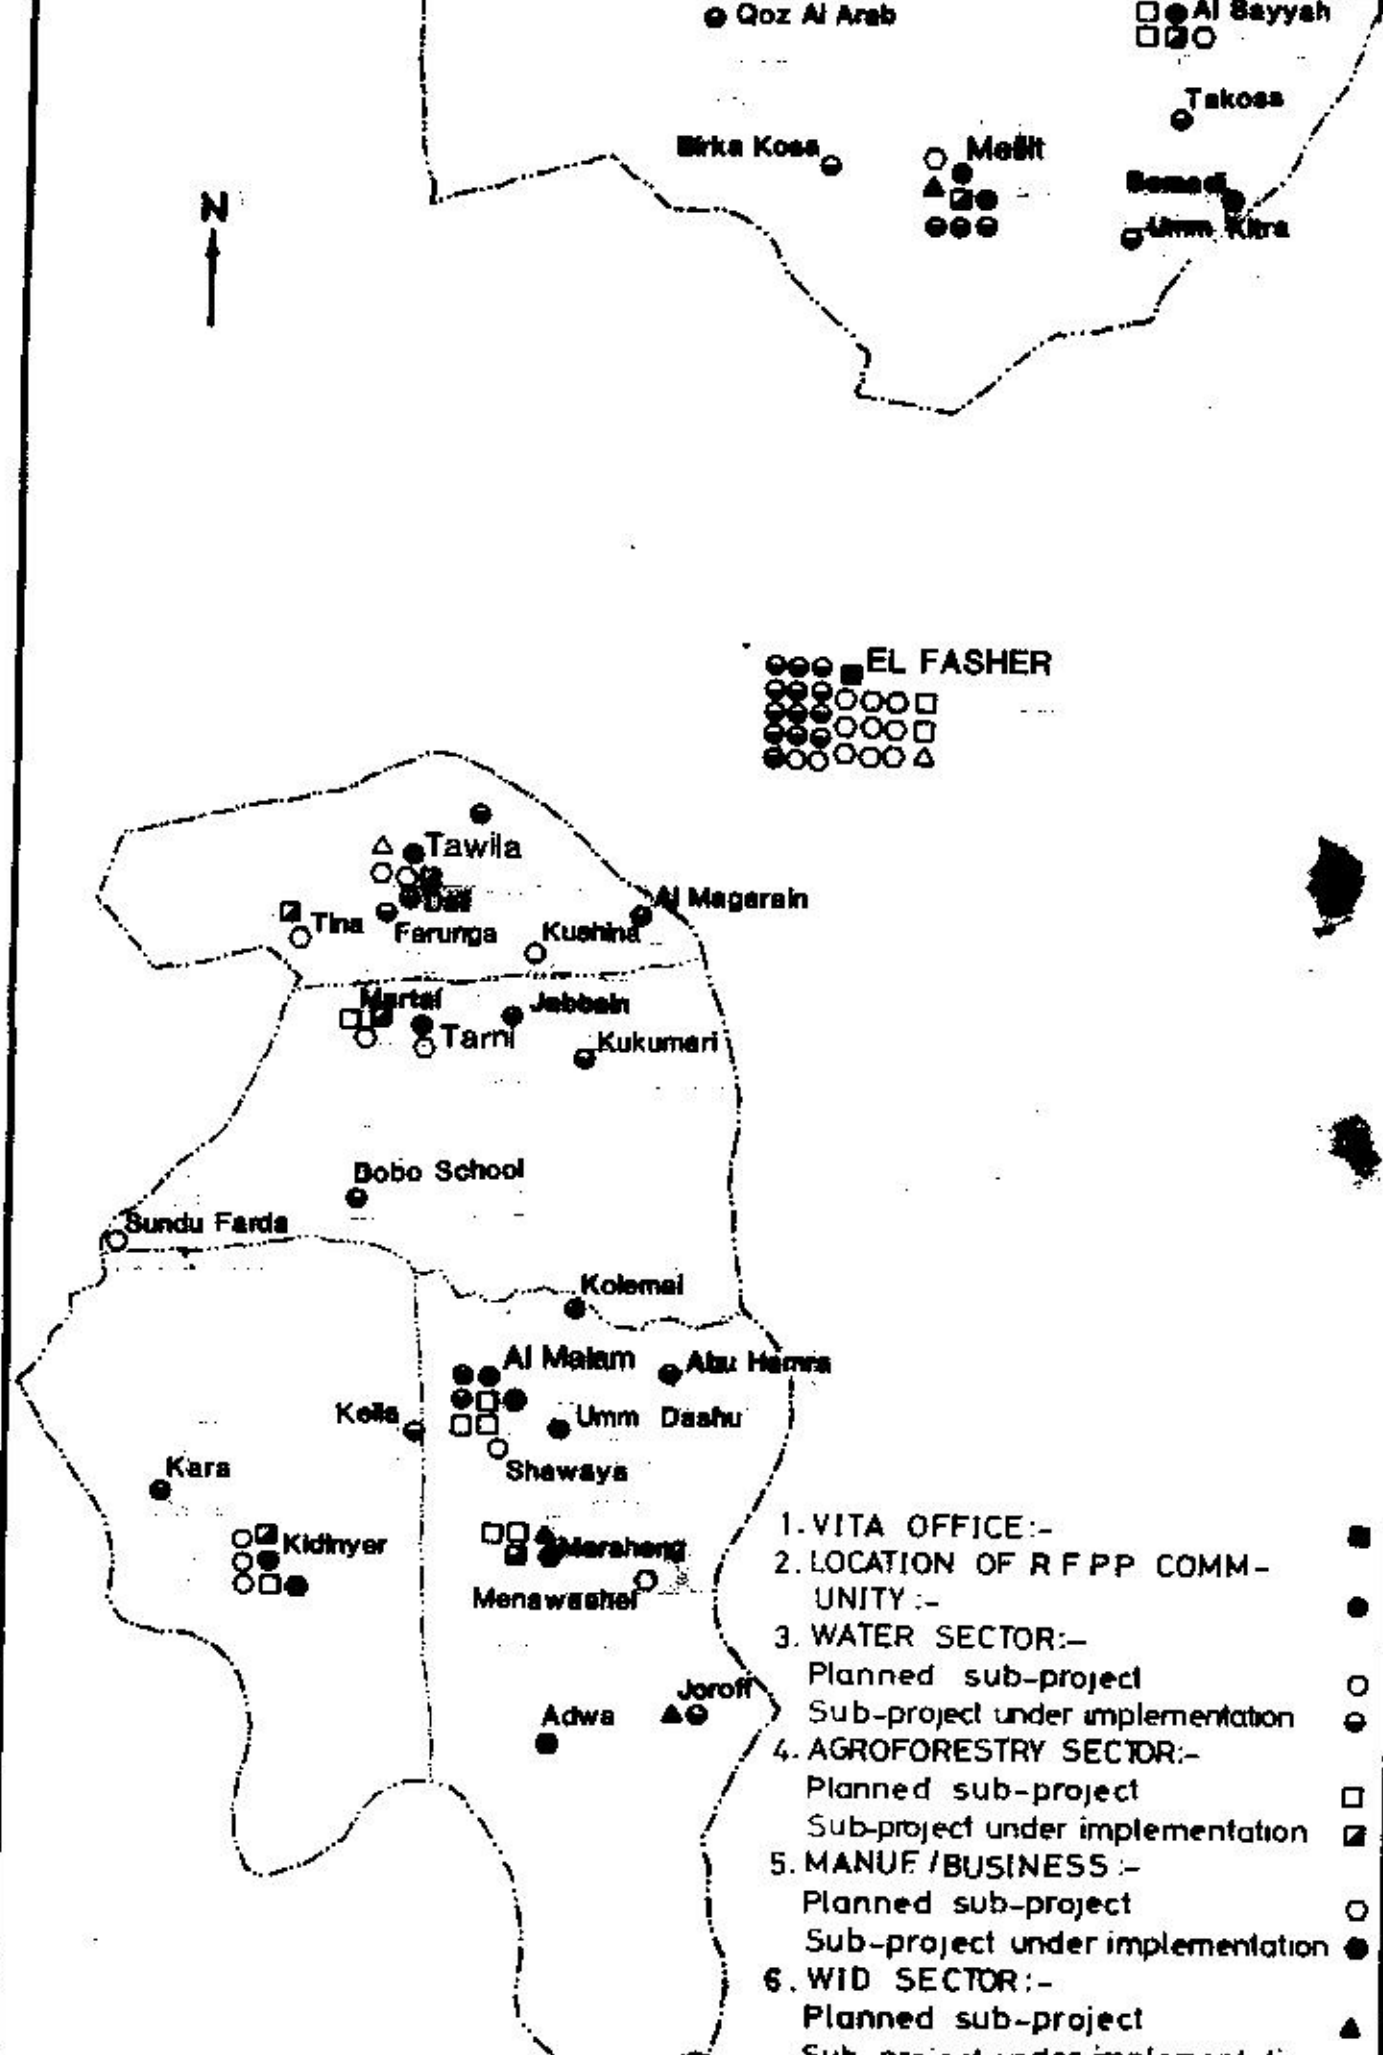 Qoz Al Arab
Al Sayyah
Takosa
Birka Kosa
Mellit
N
Umm Kitra
EL FASHER
Tawila
Al Magarain
Tina
Farunga
Kushina
Martal
Jebbein
Tarni
Kukumari
Bobo School
Sundu Farda
Kolemai
Al Malam
Abu Hamra
Keila
Umm Dashu
Kara
Shawaya
Kidinyer
Marshang
Menawashei
Joroff
Adwa
1. VITA OFFICE:-
2. LOCATION OF R F P P COMM-
UNITY:-
3. WATER SECTOR:-
Planned sub-project
Sub-project under implementation
4. AGROFORESTRY SECTOR:-
Planned sub-project
Sub-project under implementation
5. MANUF./BUSINESS:-
Planned sub-project
Sub-project under implementation
6. WID SECTOR:-
Planned sub-project